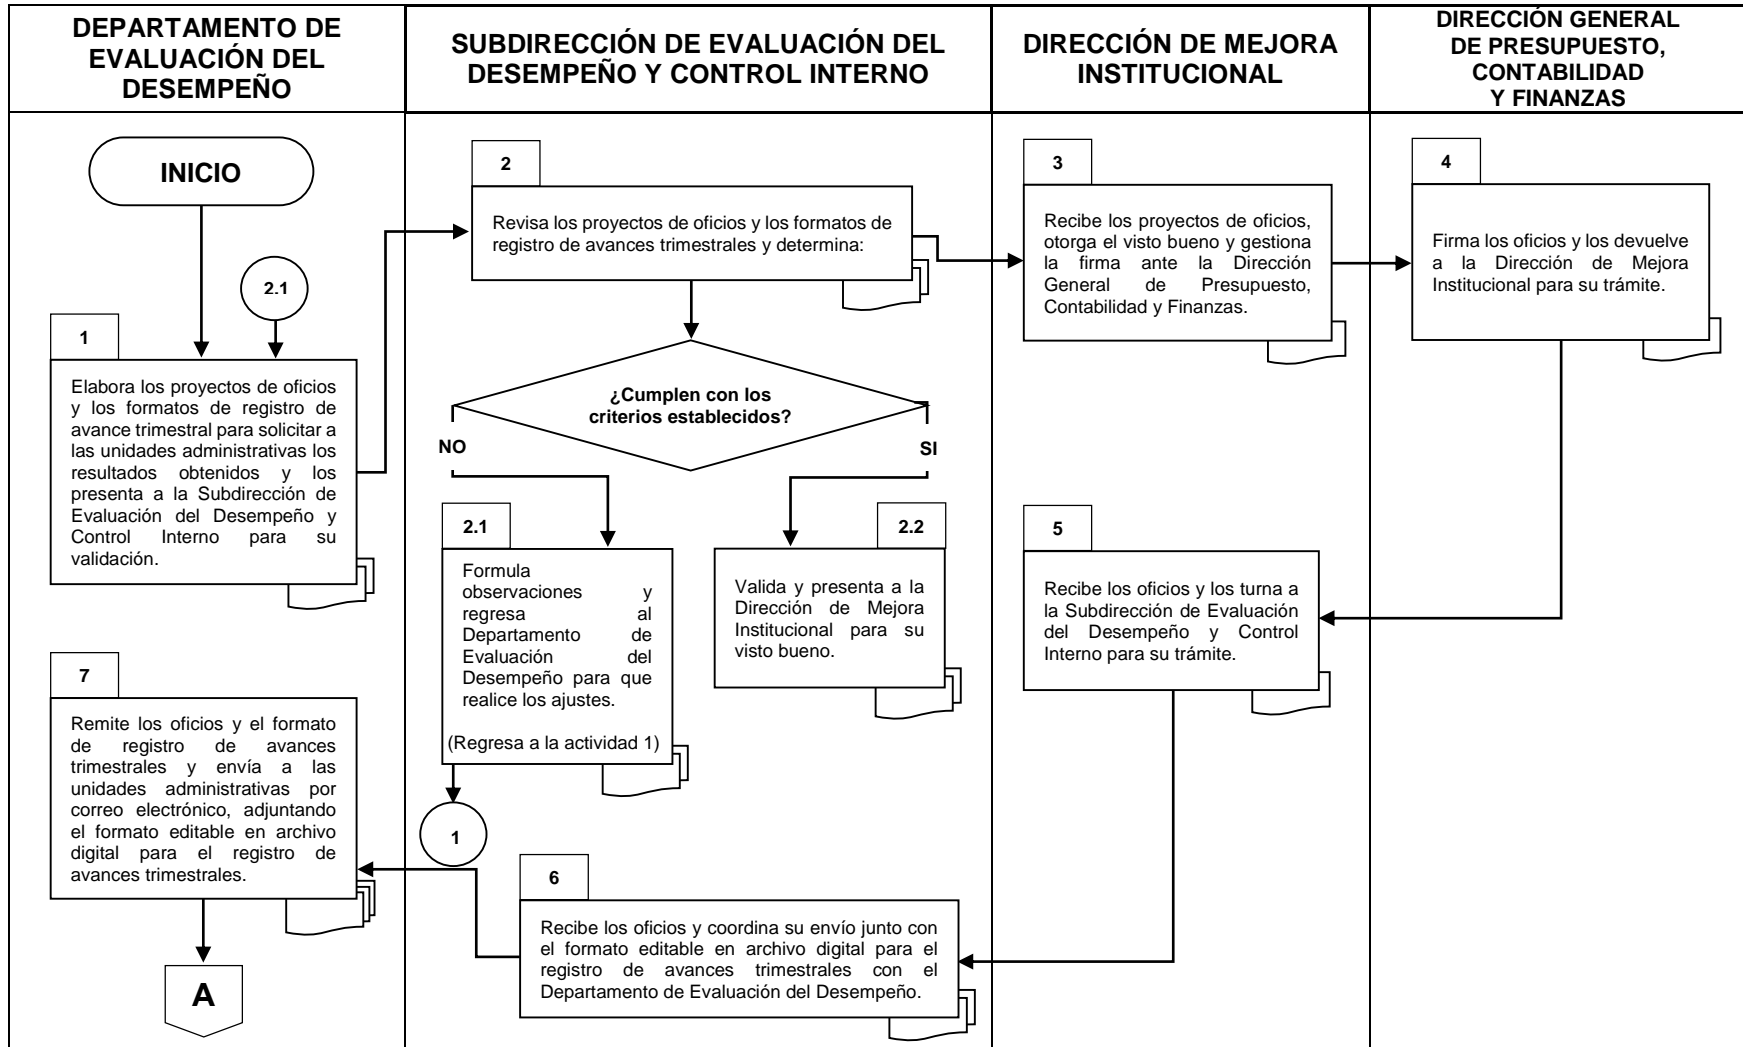 DEPARTAMENTO DE
EVALUACIÓN DEL
DESEMPEÑO
SUBDIRECCIÓN DE EVALUACIÓN DEL
DESEMPEÑO Y CONTROL INTERNO
DIRECCIÓN DE MEJORA
INSTITUCIONAL
DIRECCIÓN GENERAL
DE PRESUPUESTO,
CONTABILIDAD
Y FINANZAS
INICIO
2.1
1
Elabora los proyectos de oficios
y los formatos de registro de
avance trimestral para solicitar a
las unidades administrativas los
resultados obtenidos y los
presenta a la Subdirección de
Evaluación del Desempeño y
Control Interno para su
validación.
2
Revisa los proyectos de oficios y los formatos de
registro de avances trimestrales y determina:
¿Cumplen con los
criterios establecidos?
NO
SI
2.1
Formula
observaciones y
regresa al
Departamento de
Evaluación del
Desempeño para que
realice los ajustes.
(Regresa a la actividad 1)
1
2.2
Valida y presenta a la
Dirección de Mejora
Institucional para su
visto bueno.
3
Recibe los proyectos de oficios,
otorga el visto bueno y gestiona
la firma ante la Dirección
General de Presupuesto,
Contabilidad y Finanzas.
4
Firma los oficios y los devuelve
a la Dirección de Mejora
Institucional para su trámite.
5
Recibe los oficios y los turna a
la Subdirección de Evaluación
del Desempeño y Control
Interno para su trámite.
6
Recibe los oficios y coordina su envío junto con
el formato editable en archivo digital para el
registro de avances trimestrales con el
Departamento de Evaluación del Desempeño.
7
Remite los oficios y el formato
de registro de avances
trimestrales y envía a las
unidades administrativas por
correo electrónico, adjuntando
el formato editable en archivo
digital para el registro de
avances trimestrales.
A